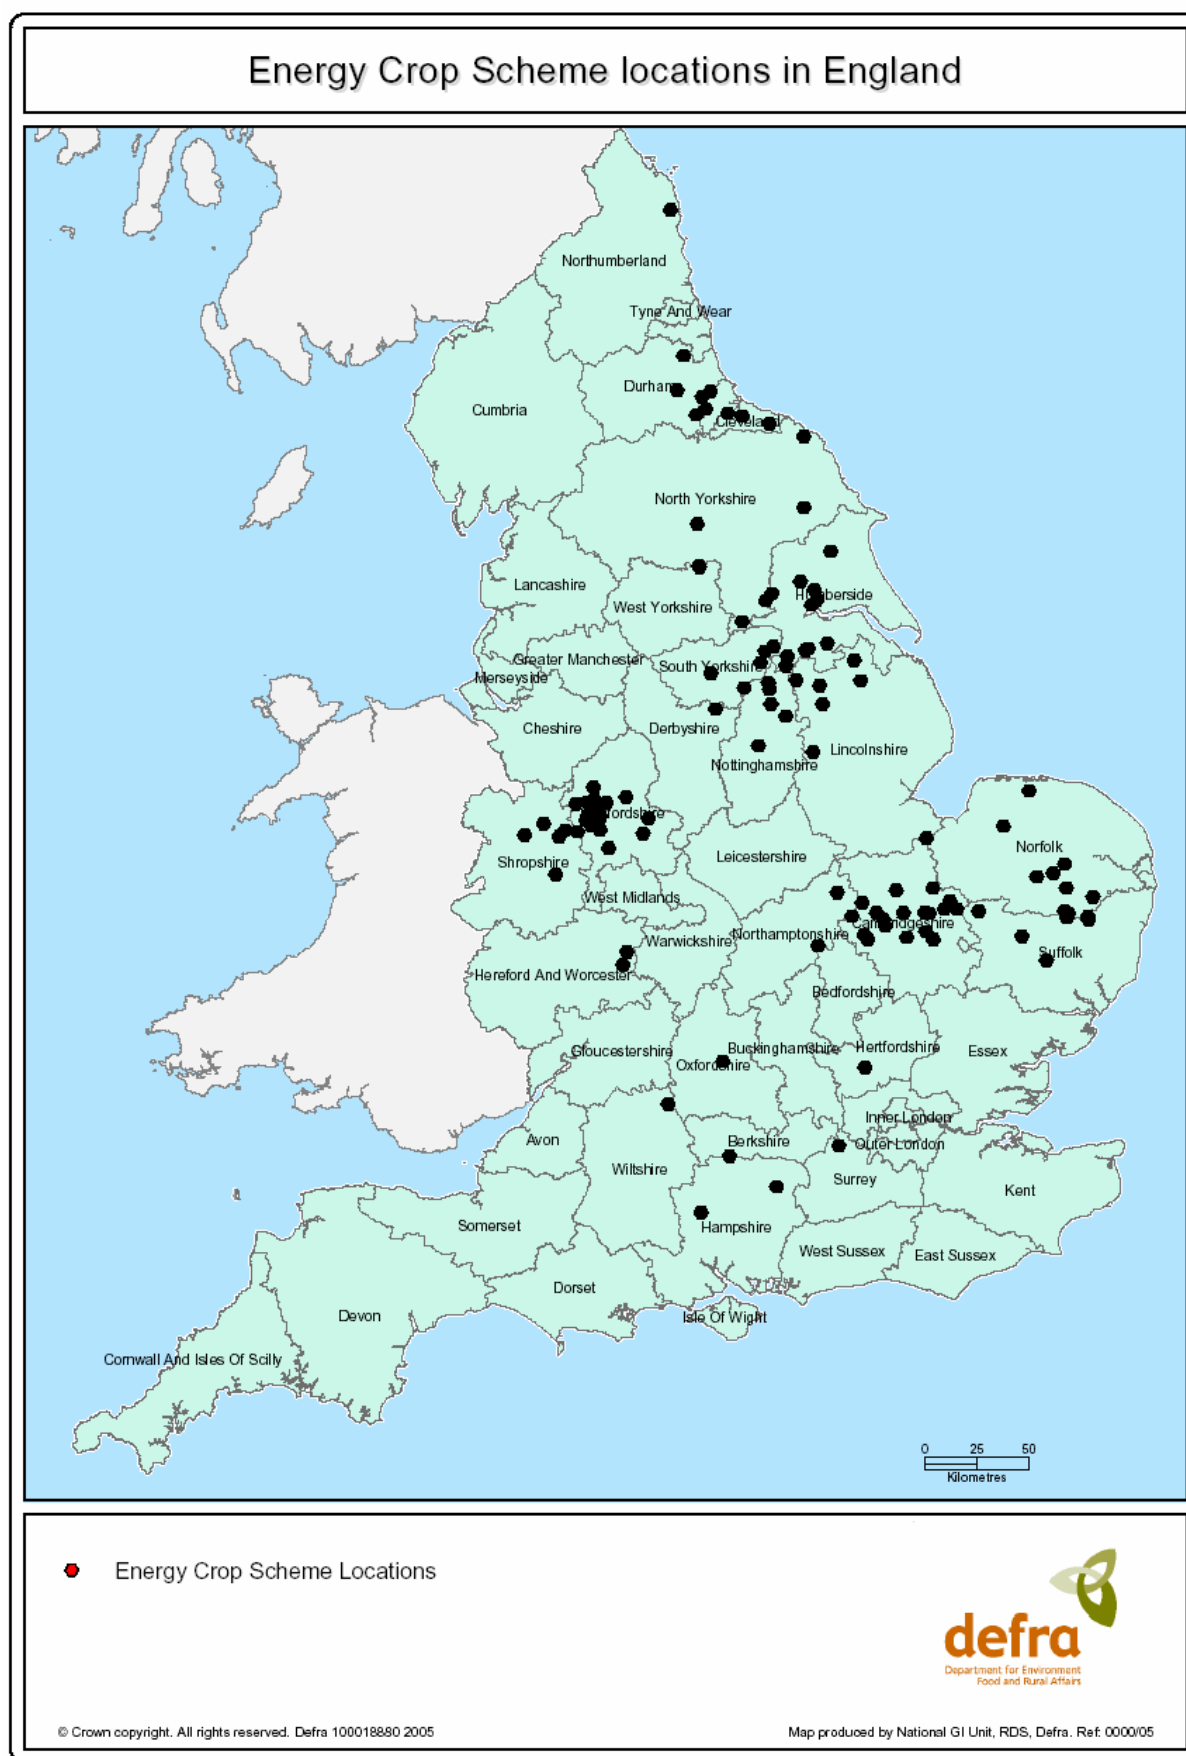 Energy Crop Scheme locations in England
Northumberland
Tyne And Wear
Durham
Cumbria
Cleveland
North Yorkshire
Lancashire
West Yorkshire
Humberside
Greater Manchester
South Yorkshire
Merseyside
Cheshire
Derbyshire
Lincolnshire
Nottinghamshire
fordshire
Norfolk
Leicestershire
Shropshire
West Midlands
Cambridgeshire
Northamptonshire
Warwickshire
Suffolk
Hereford And Worcester
Bedfordshire
Gloucestershire
Buckinghamshire
Hertfordshire
Essex
Oxfordshire
Inner London
Avon
Berkshire
Outer London
Wiltshire
Surrey
Kent
Somerset
Hampshire
West Sussex
East Sussex
Dorset
Devon
Isle Of Wight
Cornwall And Isles Of Scilly
0 25 50
Kilometres
Energy Crop Scheme Locations
defra
Department for Environment
Food and Rural Affairs
© Crown copyright. All rights reserved. Defra 100018880 2005
Map produced by National GI Unit, RDS, Defra. Ref: 0000/05